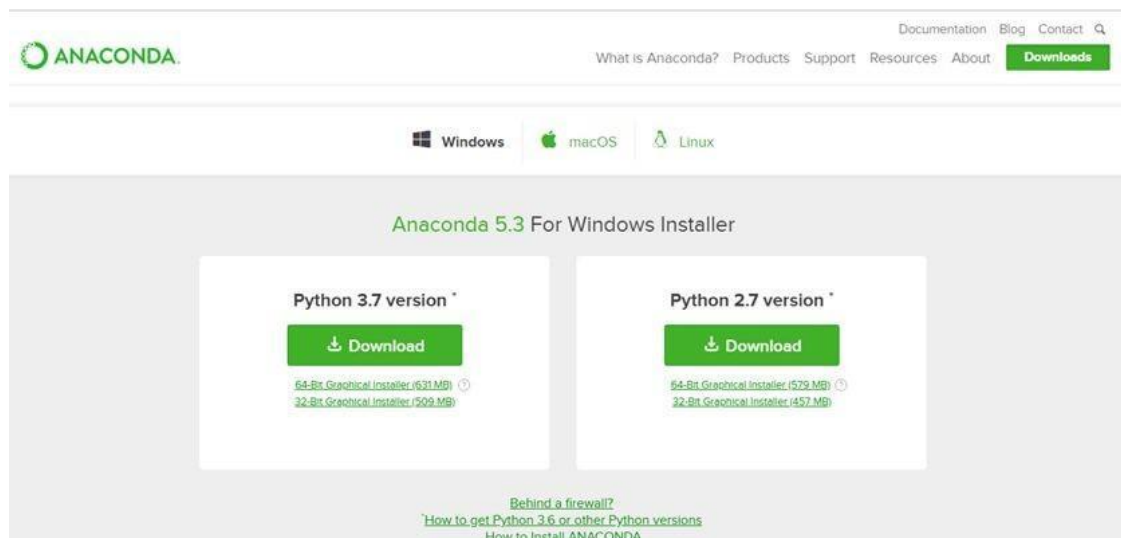 Documentation Blog Contact
ANACONDA.
What is Anaconda? Products Support Resources About Downloads
Windows macOS Linux
Anaconda 5.3 For Windows Installer
Python 3.7 version *
Download
64-Bit Graphical Installer (631 MB) ?
32-Bit Graphical Installer (509 MB)
Python 2.7 version *
Download
64-Bit Graphical Installer (579 MB) ?
32-Bit Graphical Installer (457 MB)
Behind a firewall?
*How to get Python 3.6 or other Python versions
How to Install ANACONDA